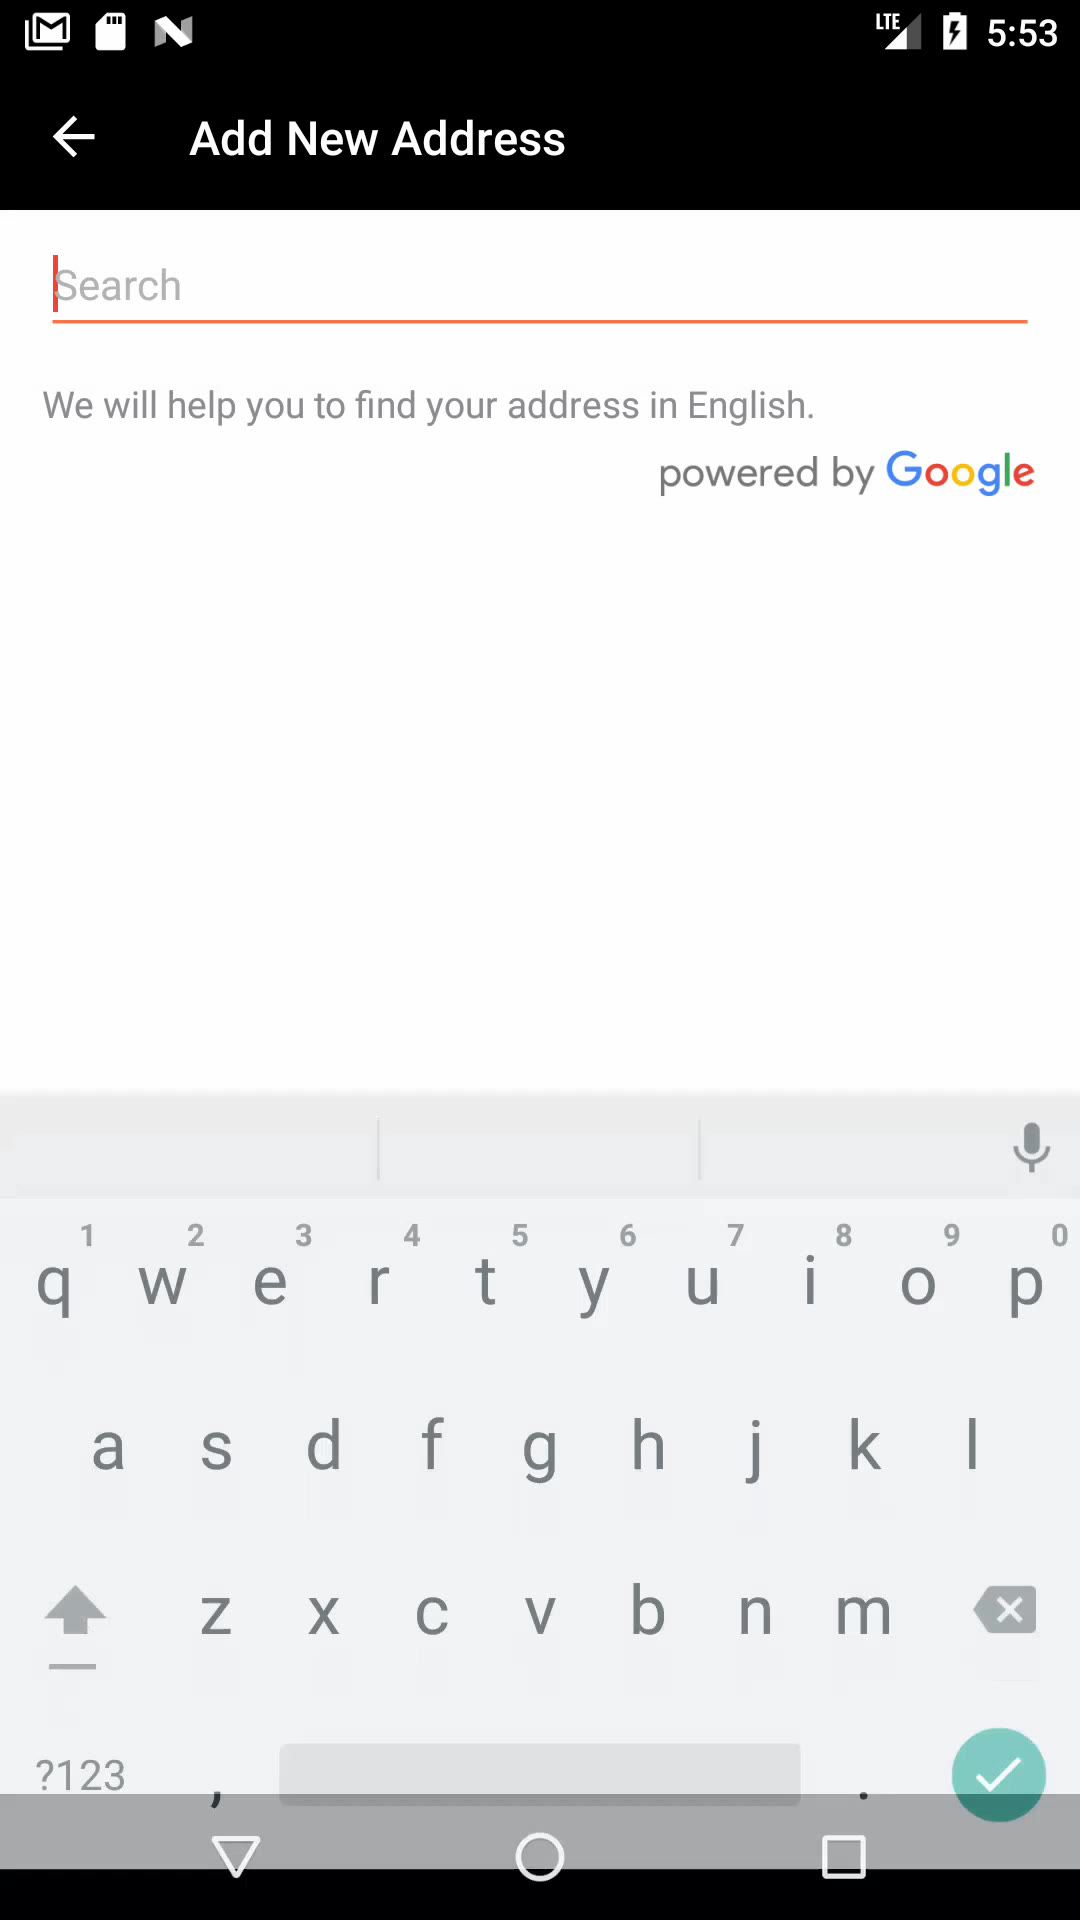 LTE 5:53
Add New Address
Search
We will help you to find your address in English.
powered by Google
1 2 3 4 5 6 7 8 9 0
q w e r t y u i o p
a s d f g h j k l
z x c v b n m
?123 , .